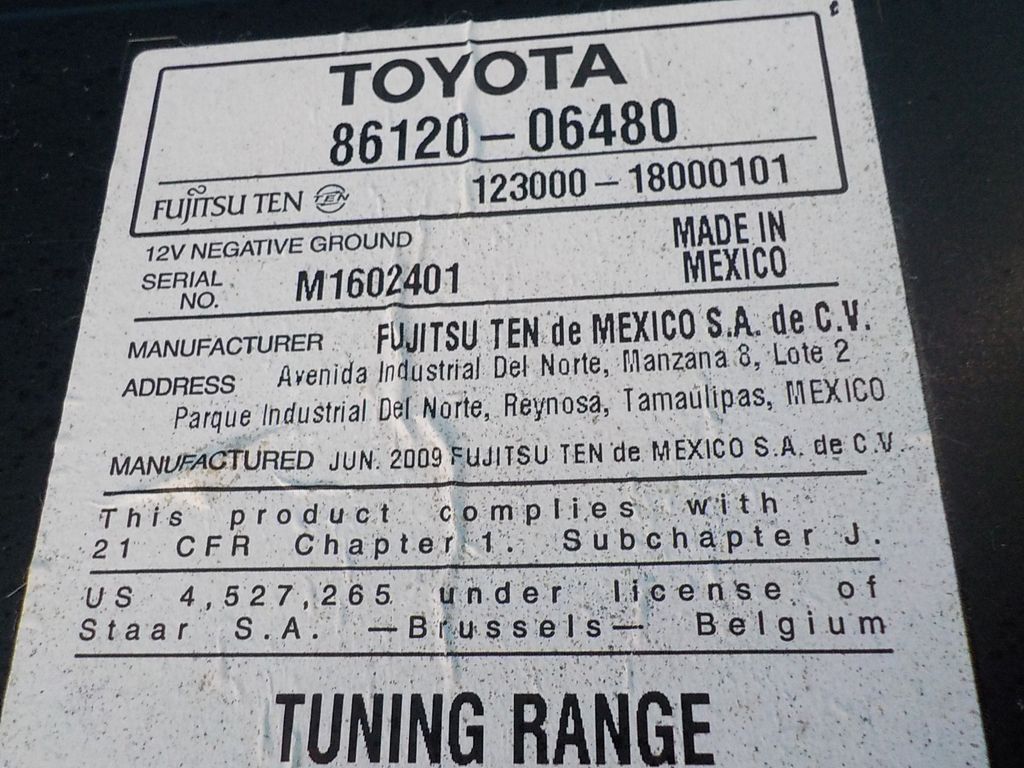 TOYOTA
86120-06480
FUJITSU TEN TEN 123000-18000101
12V NEGATIVE GROUND
SERIAL NO. M1602401
MADE IN
MEXICO
MANUFACTURER FUJITSU TEN de MEXICO S.A. de C.V.
ADDRESS Avenida Industrial Del Norte, Manzana 8, Lote 2
Parque Industrial Del Norte, Reynosa, Tamaulipas, MEXICO
MANUFACTURED JUN. 2009 FUJITSU TEN de MEXICO S.A. de C.V.
This product complies with
21 CFR Chapter 1. Subchapter J.
US 4,527,265 under license of
Staar S.A. —Brussels— Belgium
TUNING RANGE